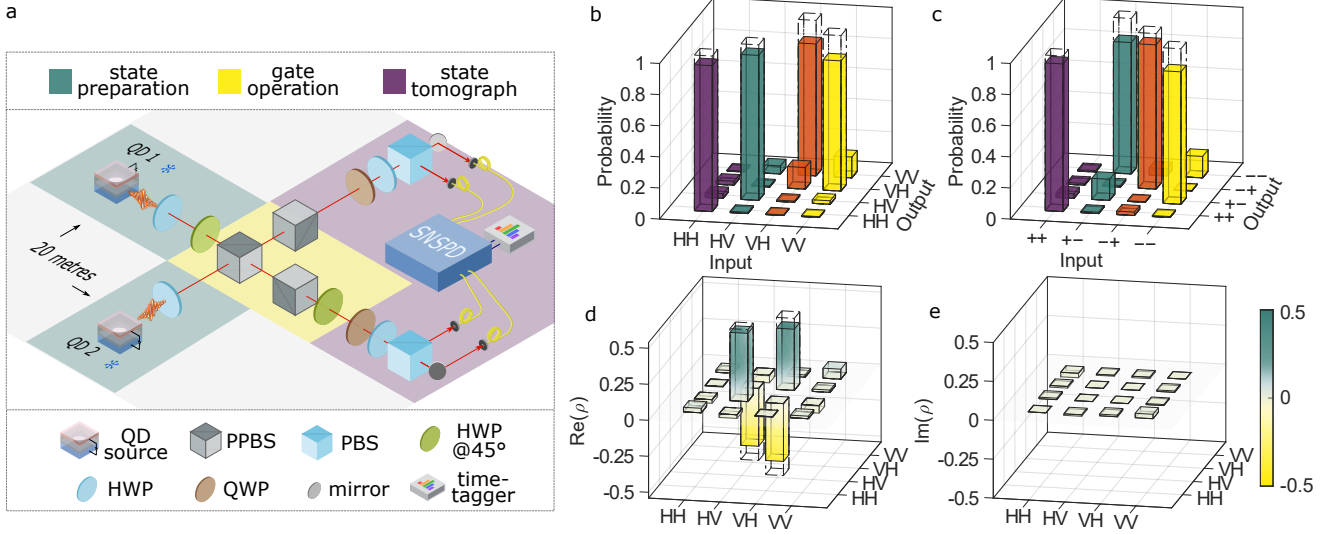 a
state
preparation
gate
operation
state
tomograph
QD 1
20 metres
QD 2
SNSPD
QD
source
PPBS
PBS
HWP
@45°
HWP
QWP
mirror
time-
tagger
b
Probability
1
0.8
0.6
0.4
0.2
0
HH
HV
VH
VV
Input
HH
HV
VH
VV
Output
c
Probability
1
0.8
0.6
0.4
0.2
0
++
+−
−+
−−
Input
++
+−
−+
−−
Output
d
Re(ρ)
0.5
0.25
0
-0.25
-0.5
HH
HV
VH
VV
HH
HV
VH
VV
e
Im(ρ)
0.5
0.25
0
-0.25
-0.5
HH
HV
VH
VV
HH
HV
VH
VV
0.5
0
-0.5